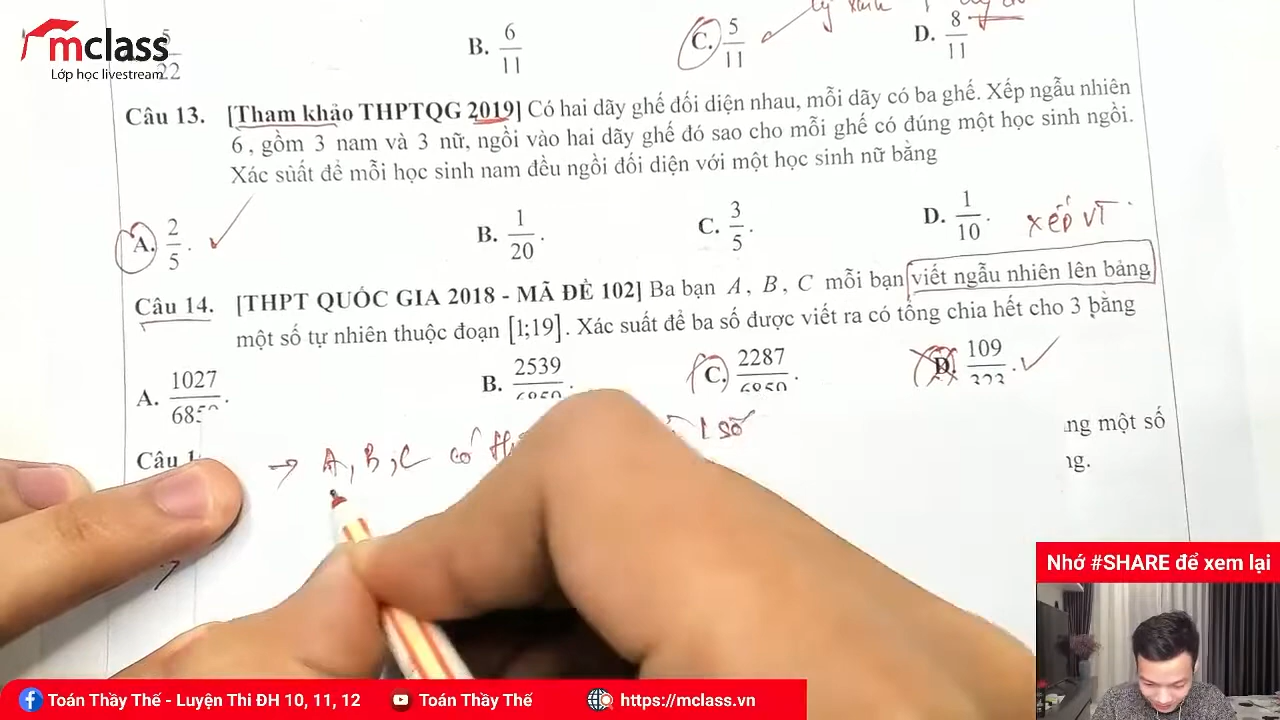 mclass
Lớp học livestream
5
22
B. 6/11
C. 5/11
D. 8/11
Câu 13. [Tham khảo THPTQG 2019] Có hai dãy ghế đối diện nhau, mỗi dãy có ba ghế. Xếp ngẫu nhiên
6 , gồm 3 nam và 3 nữ, ngồi vào hai dãy ghế đó sao cho mỗi ghế có đúng một học sinh ngồi.
Xác suất để mỗi học sinh nam đều ngồi đối diện với một học sinh nữ bằng
A. 2/5. B. 1/20. C. 3/5. D. 1/10. xếp VT
Câu 14. [THPT QUỐC GIA 2018 - MÃ ĐỀ 102] Ba bạn A, B, C mỗi bạn viết ngẫu nhiên lên bảng
một số tự nhiên thuộc đoạn [1;19]. Xác suất để ba số được viết ra có tổng chia hết cho 3 bằng
A. 1027/6859. B. 2539/6859. C. 2287/6859. D. 109/323.
Câu 1
ng một số
→ A, B, C có 1 số
ng.
Nhớ #SHARE để xem lại
Toán Thầy Thế - Luyện Thi ĐH 10, 11, 12
Toán Thầy Thế
https://mclass.vn